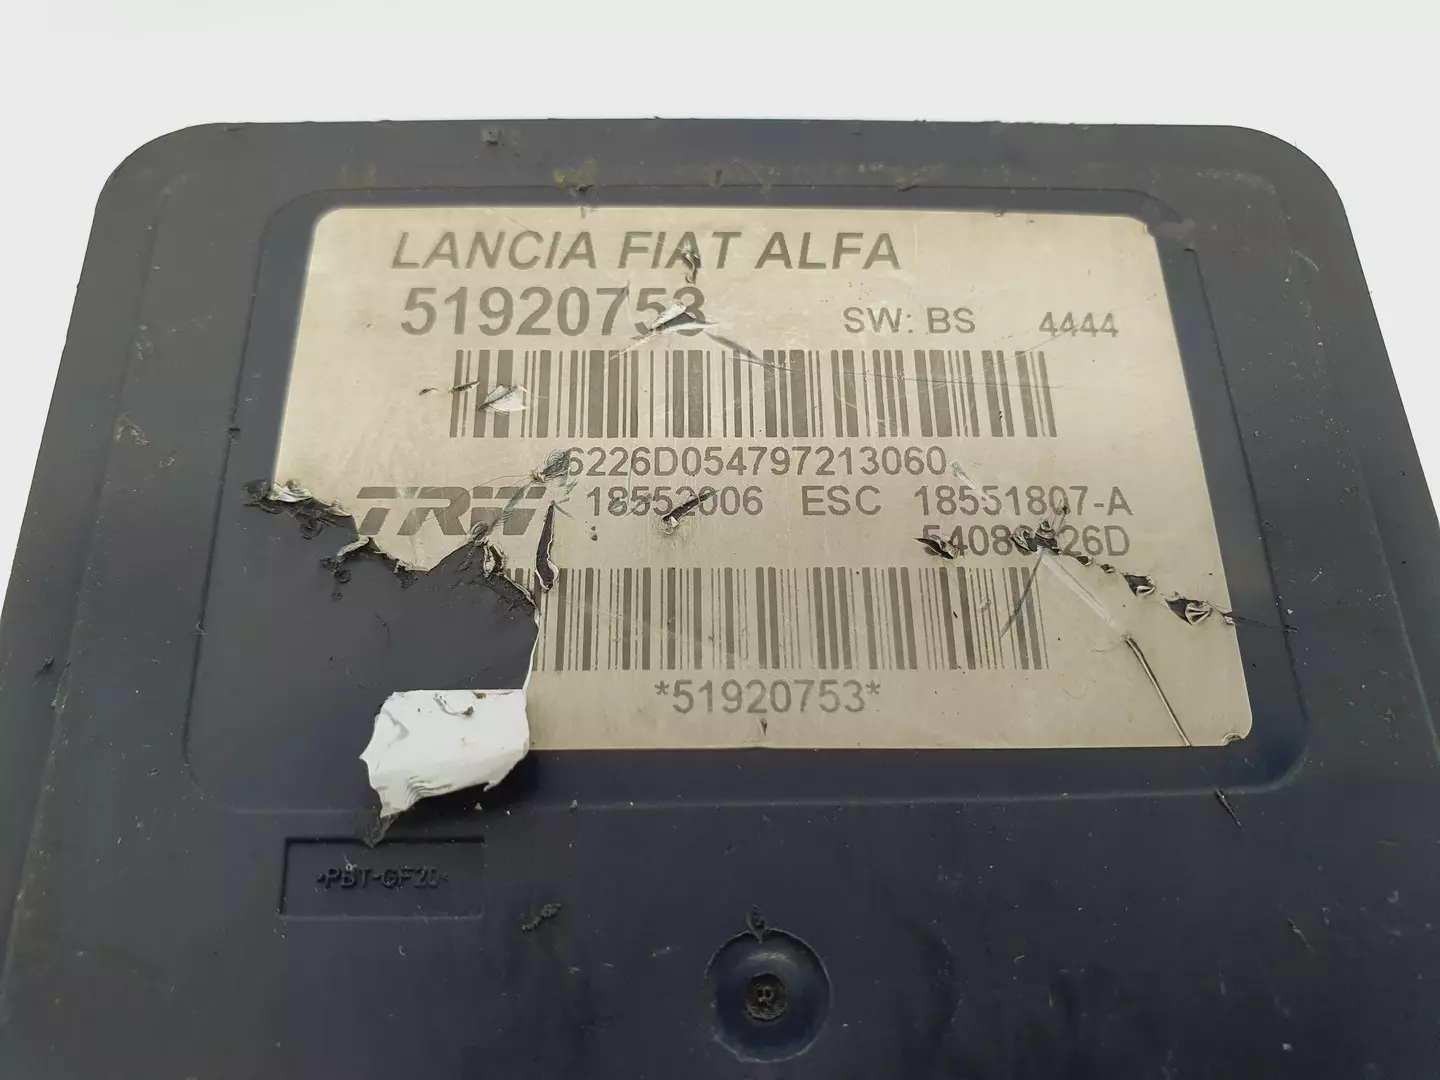 LANCIA FIAT ALFA
51920753 SW: BS 4444
6226D054797213060
TRW 18552006 ESC 18551807-A
*51920753*
>PBT-GF20<